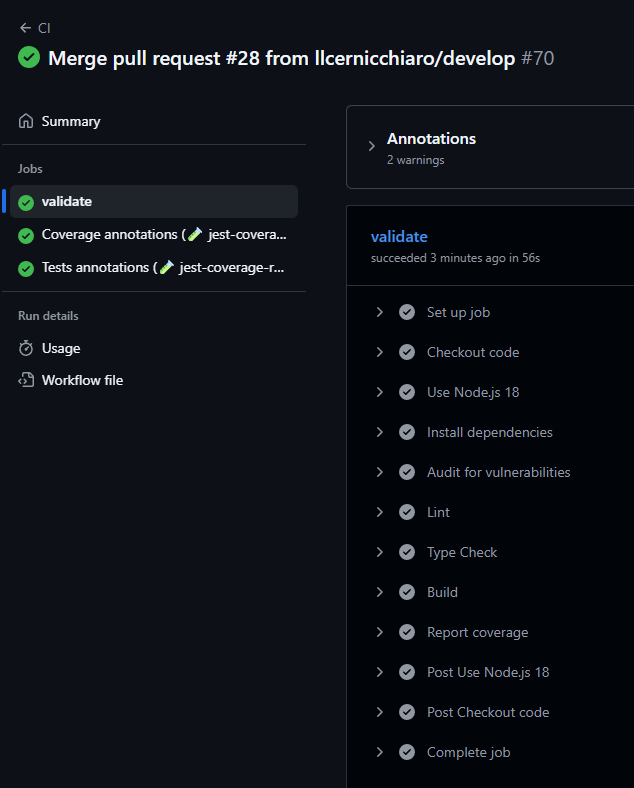 CI
Merge pull request #28 from llcernicchiaro/develop #70
Summary
Jobs
validate
Coverage annotations (🧪 jest-covera...
Tests annotations (🧪 jest-coverage-r...
Run details
Usage
Workflow file
Annotations
2 warnings
validate
succeeded 3 minutes ago in 56s
Set up job
Checkout code
Use Node.js 18
Install dependencies
Audit for vulnerabilities
Lint
Type Check
Build
Report coverage
Post Use Node.js 18
Post Checkout code
Complete job